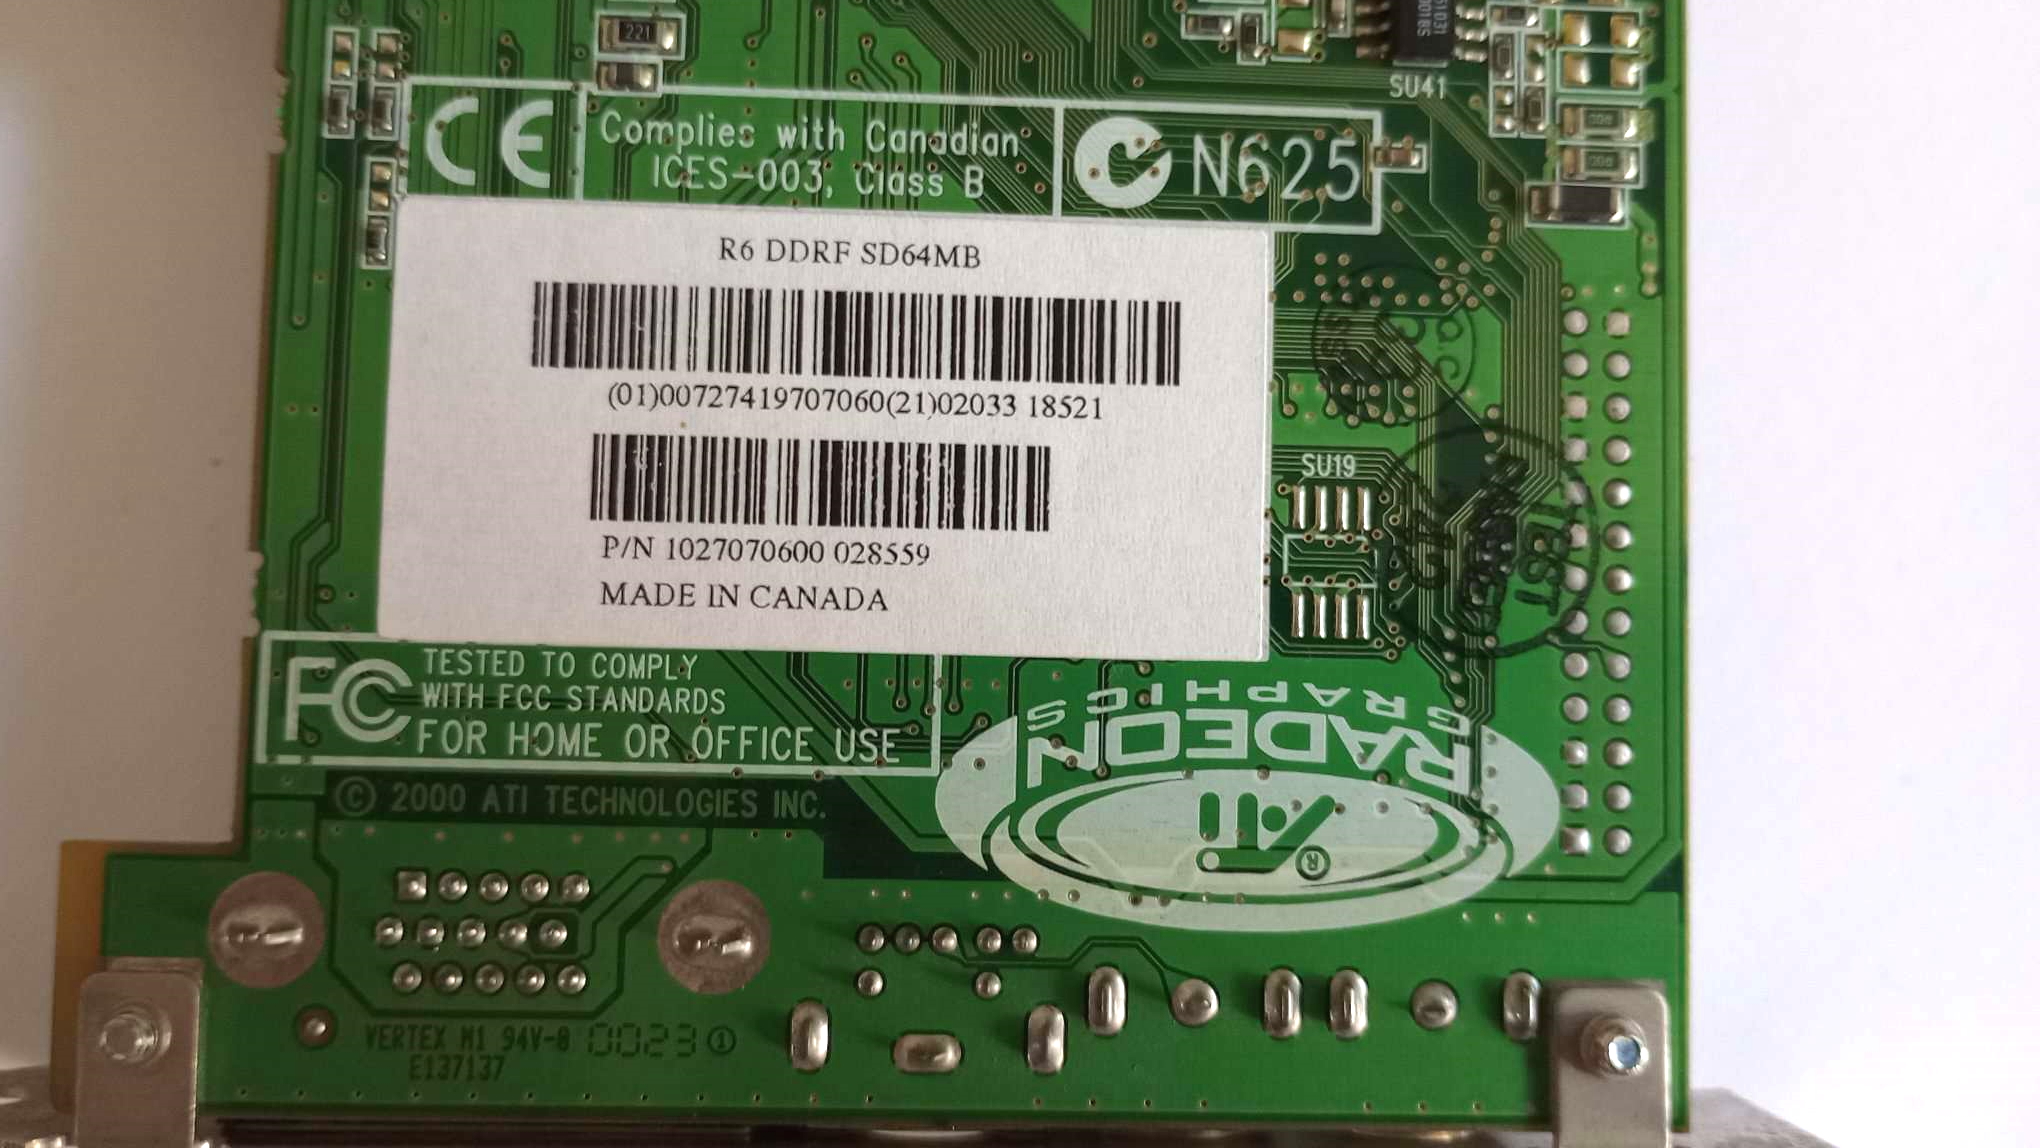 221
SU41
CE
Complies with Canadian
ICES-003, Class B
N625
R6 DDRF SD64MB
(01)00727419707060(21)02033 18521
P/N 1027070600 028559
MADE IN CANADA
SU19
TEST
FC
TESTED TO COMPLY
WITH FCC STANDARDS
FOR HOME OR OFFICE USE
RADEON
GRAPHICS
ATI
®
© 2000 ATI TECHNOLOGIES INC.
VERTEX M1 94V-0 0023 ①
E137137